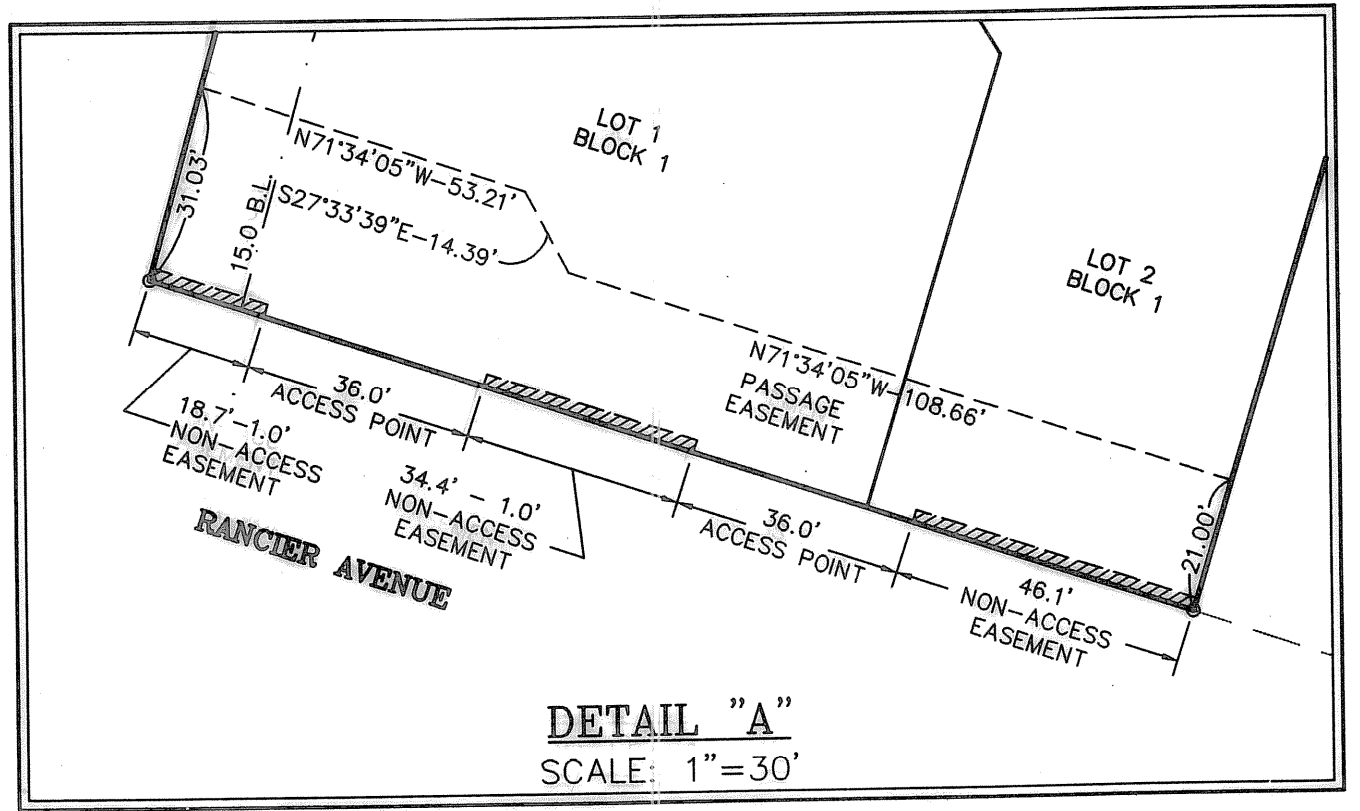 LOT 1
BLOCK 1
N71°34'05"W-53.21'
31.03'
15.0 B.L.
S27°33'39"E-14.39'
LOT 2
BLOCK 1
N71°34'05"W-108.66'
PASSAGE
EASEMENT
36.0'
ACCESS POINT
18.7'-1.0'
NON-ACCESS
EASEMENT
34.4' - 1.0'
NON-ACCESS
EASEMENT
36.0'
ACCESS POINT
21.00'
46.1'
NON-ACCESS
EASEMENT
RANCIER AVENUE
DETAIL "A"
SCALE: 1"=30'